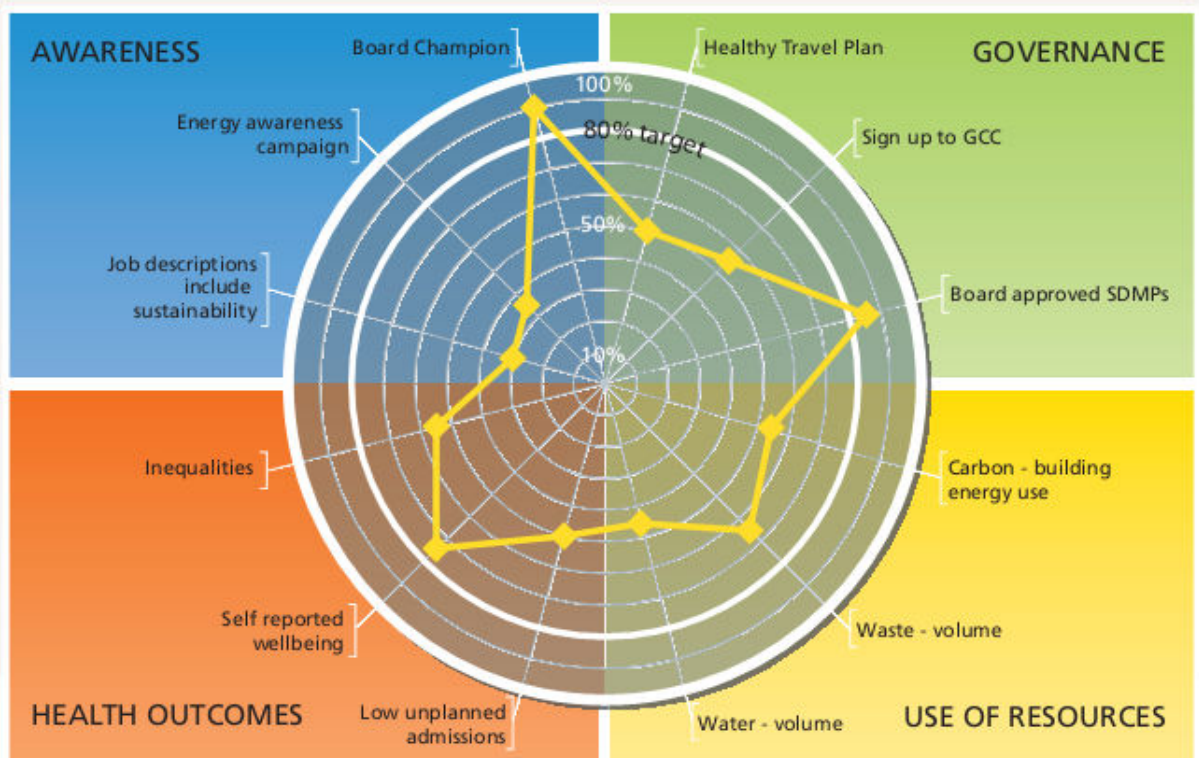 AWARENESS
Board Champion
Energy awareness
campaign
Job descriptions
include
sustainability
Healthy Travel Plan
GOVERNANCE
Sign up to GCC
Board approved SDMPs
100%
80% target
50%
10%
Inequalities
Self reported
wellbeing
HEALTH OUTCOMES
Low unplanned
admissions
Carbon - building
energy use
Waste - volume
Water - volume
USE OF RESOURCES